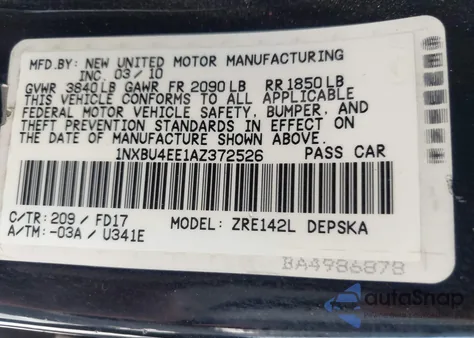 MFD.BY: NEW UNITED MOTOR MANUFACTURING
INC. 03/10
GVWR 3840LB GAWR FR 2090LB RR1850LB
THIS VEHICLE CONFORMS TO ALL APPLICABLE
FEDERAL MOTOR VEHICLE SAFETY, BUMPER, AND
THEFT PREVENTION STANDARDS IN EFFECT ON
THE DATE OF MANUFACTURE SHOWN ABOVE.
1NXBU4EE1AZ372526 PASS CAR
C/TR: 209 / FD17 MODEL: ZRE142L DEPSKA
A/TM: -03A / U341E
BA4986878
autoSnap